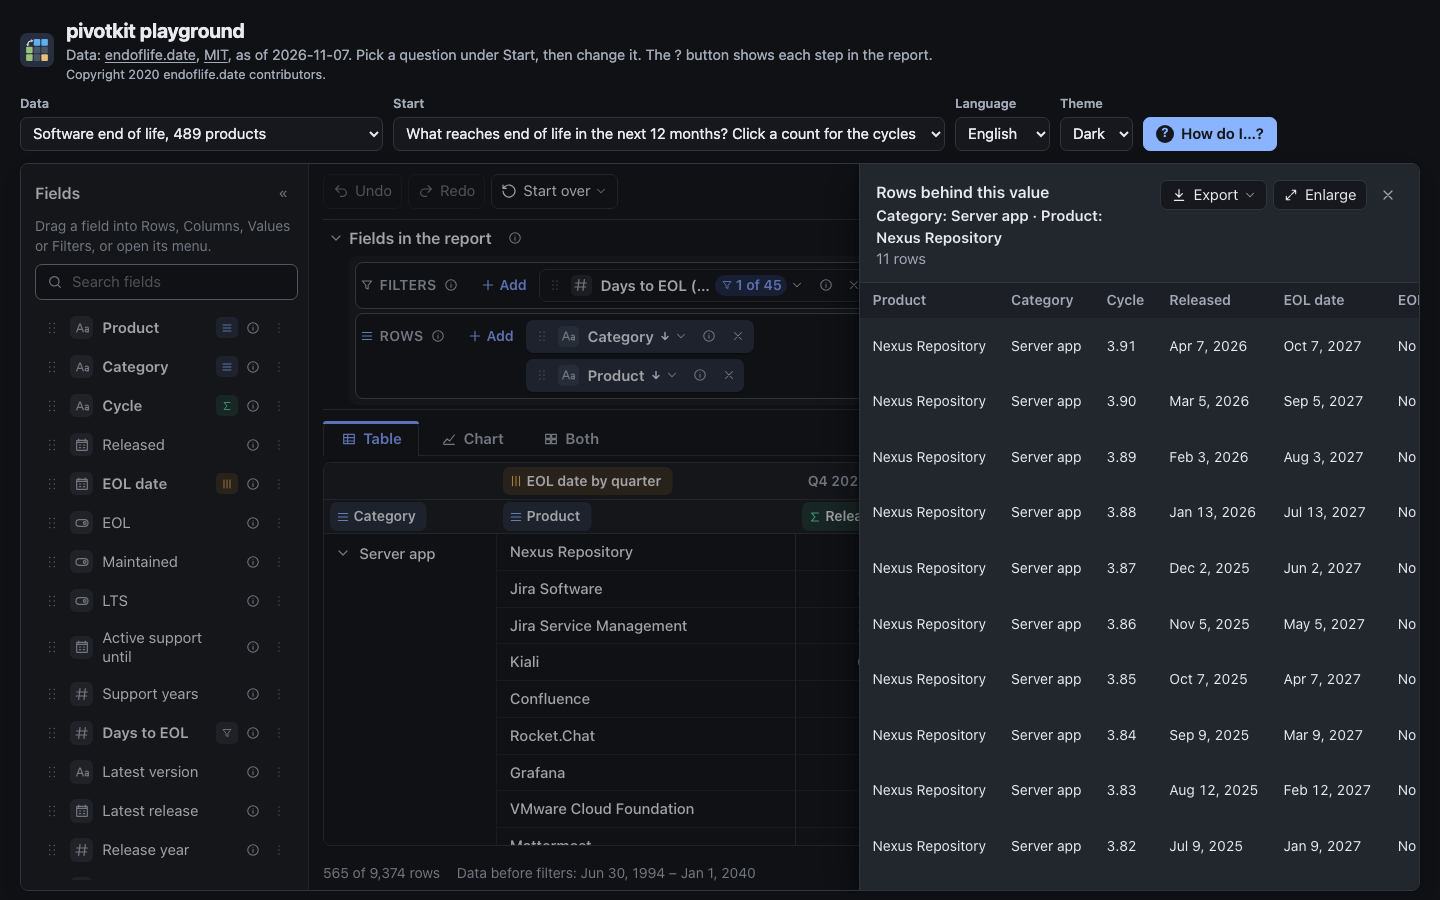 pivotkit playground
Data: endoflife.date, MIT, as of 2026-11-07. Pick a question under Start, then change it. The ? button shows each step in the report.
Copyright 2020 endoflife.date contributors.
Data
Start
Language
Theme
Software end of life, 489 products
What reaches end of life in the next 12 months? Click a count for the cycles
English
Dark
? How do I...?
Fields
«
Drag a field into Rows, Columns, Values
or Filters, or open its menu.
Search fields
Aa Product
Aa Category
Aa Cycle Σ
Released
EOL date
EOL
Maintained
LTS
Active support
until
# Support years
# Days to EOL
Aa Latest version
Latest release
# Release year
Undo
Redo
Start over
Fields in the report
FILTERS
+ Add
# Days to EOL (... 1 of 45
ROWS
+ Add
Aa Category ↓
Aa Product ↓
Table
Chart
Both
EOL date by quarter
Q4 202
Category
Product
Σ Relea
Server app
Nexus Repository
Jira Software
Jira Service Management
Kiali
Confluence
Rocket.Chat
Grafana
VMware Cloud Foundation
Mattermost
565 of 9,374 rows
Data before filters: Jun 30, 1994 – Jan 1, 2040
Rows behind this value
Category: Server app · Product:
Nexus Repository
11 rows
Export
Enlarge
Product Category Cycle Released EOL date EOL
Nexus Repository Server app 3.91 Apr 7, 2026 Oct 7, 2027 No
Nexus Repository Server app 3.90 Mar 5, 2026 Sep 5, 2027 No
Nexus Repository Server app 3.89 Feb 3, 2026 Aug 3, 2027 No
Nexus Repository Server app 3.88 Jan 13, 2026 Jul 13, 2027 No
Nexus Repository Server app 3.87 Dec 2, 2025 Jun 2, 2027 No
Nexus Repository Server app 3.86 Nov 5, 2025 May 5, 2027 No
Nexus Repository Server app 3.85 Oct 7, 2025 Apr 7, 2027 No
Nexus Repository Server app 3.84 Sep 9, 2025 Mar 9, 2027 No
Nexus Repository Server app 3.83 Aug 12, 2025 Feb 12, 2027 No
Nexus Repository Server app 3.82 Jul 9, 2025 Jan 9, 2027 No